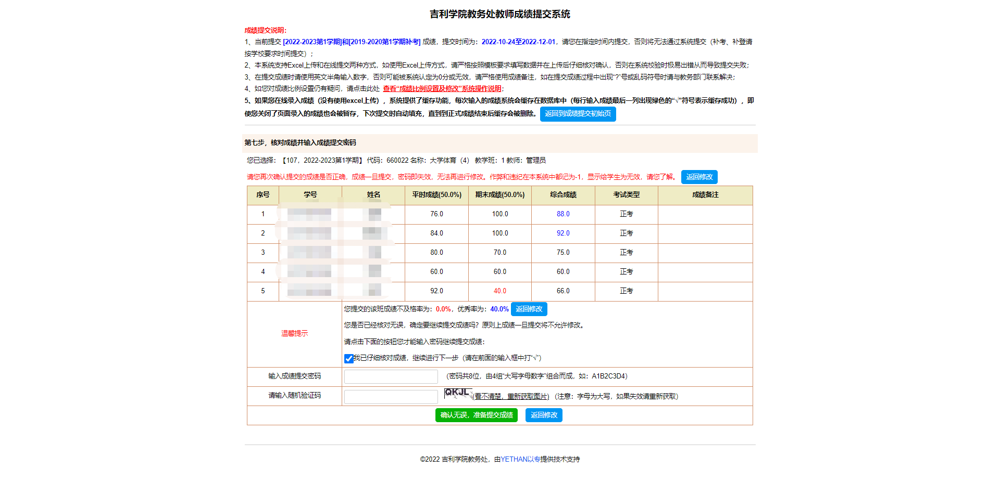 吉利学院教务处教师成绩提交系统
成绩提交说明：
1、当前提交 [2022-2023第1学期]和[2019-2020第1学期补考] 成绩，提交时间为：2022-10-24至2022-12-01，请您在指定时间内提交，否则将无法通过系统提交（补考、补登请
按学校要求时间提交）；
2、本系统支持Excel上传和在线提交两种方式，如使用Excel上传方式，请严格按照模板要求填写数据并在上传后仔细核对确认，否则在系统校验时极易出错从而导致提交失败；
3、在提交成绩时请使用英文半角输入数字，否则可能被系统认定为0分或无效，请严格使用成绩备注，如在提交成绩过程中出现“?”号或乱码符号时请与教务部门联系解决；
4、如您对成绩比例设置仍有疑问，请点击此处 查看“成绩比例设置及修改”系统操作说明；
5、如果您在线录入成绩（没有使用excel上传），系统提供了缓存功能，每次输入的成绩系统会缓存在数据库中（每行输入成绩最后一列出现绿色的“√”符号表示缓存成功），即
使您关闭了页面录入的成绩也会被暂存，下次提交时自动填充，直到到正式成绩结束后缓存会被删除。 返回到成绩提交初始页
第七步，核对成绩并输入成绩提交密码
您已选择：【107，2022-2023第1学期】 代码：660022 名称：大学体育（4） 教学班：1 教师：管理员
请您再次确认提交的成绩是否正确，成绩一旦提交，密码即失效，无法再进行修改。作弊和违纪在本系统中都记为-1，显示给学生为无效，请您了解。 返回修改
序号 学号 姓名 平时成绩(50.0%) 期末成绩(50.0%) 综合成绩 考试类型 成绩备注
1 76.0 100.0 88.0 正考
2 84.0 100.0 92.0 正考
3 80.0 70.0 75.0 正考
4 60.0 60.0 60.0 正考
5 92.0 40.0 66.0 正考
温馨提示
您提交的该班成绩不及格率为：0.0%，优秀率为：40.0% 返回修改
您是否已经核对无误，确定要继续提交成绩吗？原则上成绩一旦提交将不允许修改。
请点击下面的按钮您才能输入密码继续提交成绩：
我已仔细核对成绩，继续进行下一步（请在前面的输入框中打“√”）
输入成绩提交密码 （密码共8位，由4组“大写字母数字”组合而成，如：A1B2C3D4）
请输入随机验证码 QKJL (看不清楚，重新获取图片) （注意：字母为大写，如果失效请重新获取）
确认无误，准备提交成绩 返回修改
©2022 吉利学院教务处，由YETHAN以专提供技术支持